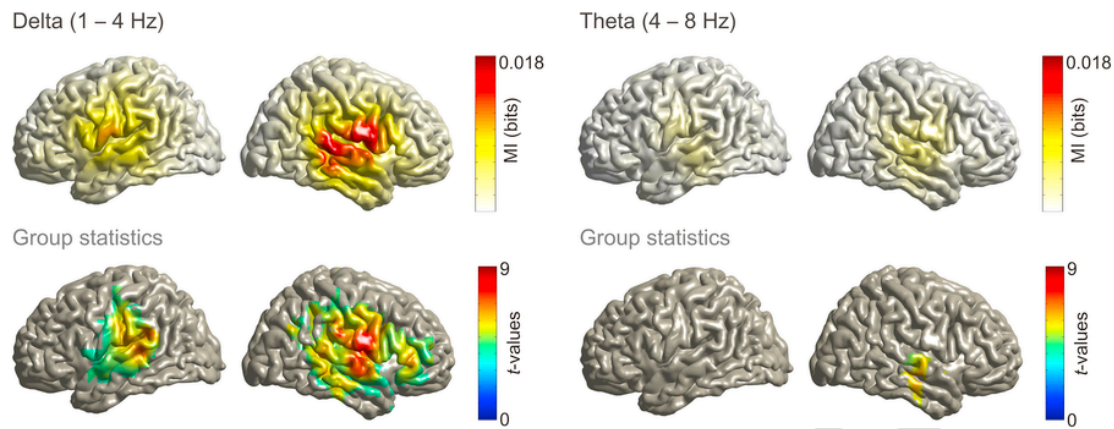 Delta (1 – 4 Hz)
0.018
MI (bits)
Group statistics
9
t-values
0
Theta (4 – 8 Hz)
0.018
MI (bits)
Group statistics
9
t-values
0